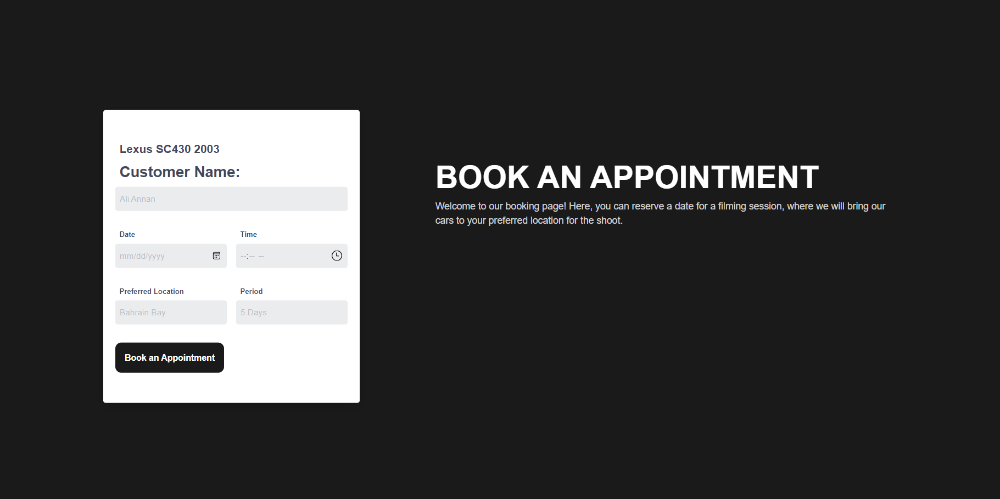 Lexus SC430 2003
Customer Name:
Ali Annan
Date
Time
mm/dd/yyyy
--:-- --
Preferred Location
Period
Bahrain Bay
5 Days
Book an Appointment
BOOK AN APPOINTMENT
Welcome to our booking page! Here, you can reserve a date for a filming session, where we will bring our
cars to your preferred location for the shoot.